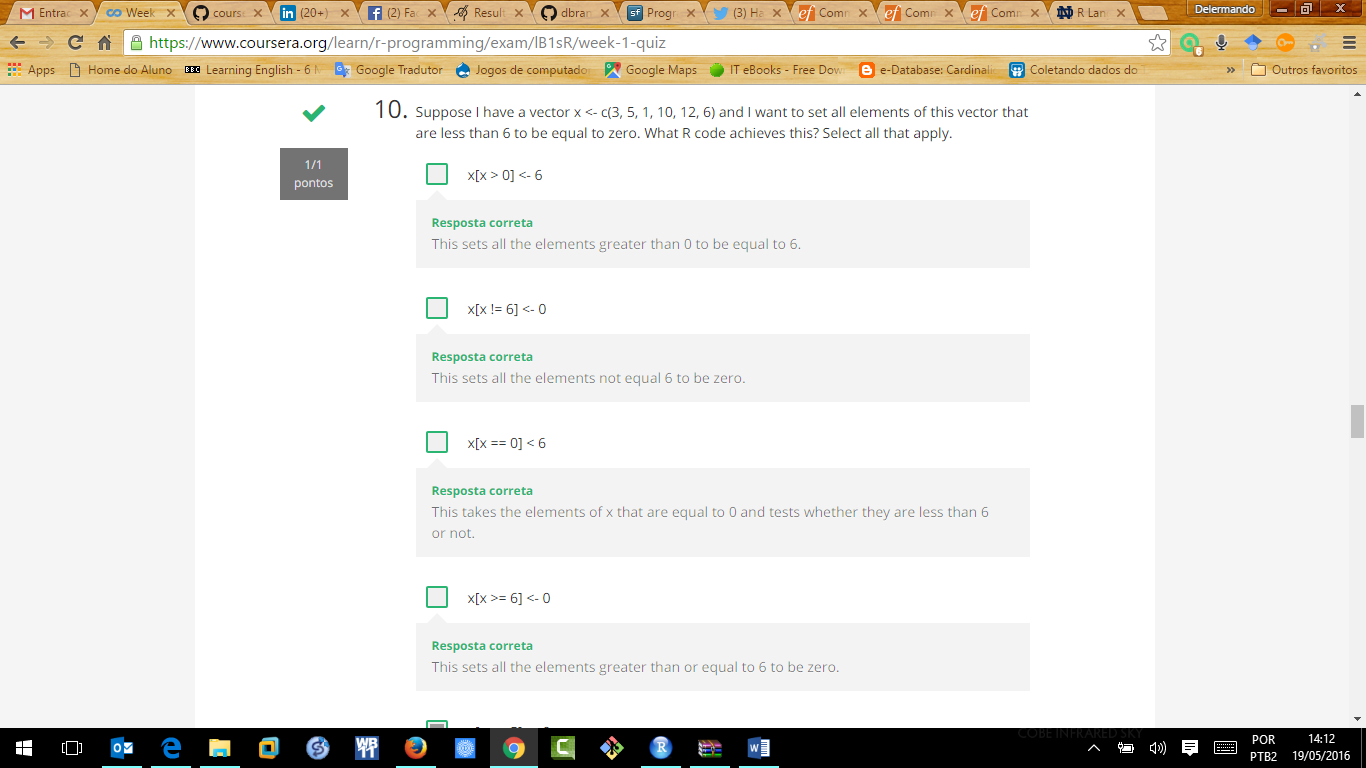 Entrac
Week
cours
(20+)
(2) Fa
Result
dbran
Progr
(3) Ha
Comn
Comn
Com
R Lan
Delermando
https://www.coursera.org/learn/r-programming/exam/lB1sR/week-1-quiz
Apps
Home do Aluno
BBC Learning English - 6
Google Tradutor
Jogos de computado
Google Maps
IT eBooks - Free Dow
e-Database: Cardinali
Coletando dados do
»
Outros favoritos
10. Suppose I have a vector x <- c(3, 5, 1, 10, 12, 6) and I want to set all elements of this vector that
are less than 6 to be equal to zero. What R code achieves this? Select all that apply.
1/1
pontos
x[x > 0] <- 6
Resposta correta
This sets all the elements greater than 0 to be equal to 6.
x[x != 6] <- 0
Resposta correta
This sets all the elements not equal 6 to be zero.
x[x == 0] < 6
Resposta correta
This takes the elements of x that are equal to 0 and tests whether they are less than 6
or not.
x[x >= 6] <- 0
Resposta correta
This sets all the elements greater than or equal to 6 to be zero.
COBE INFRARED SKY
POR
PTB2
14:12
19/05/2016